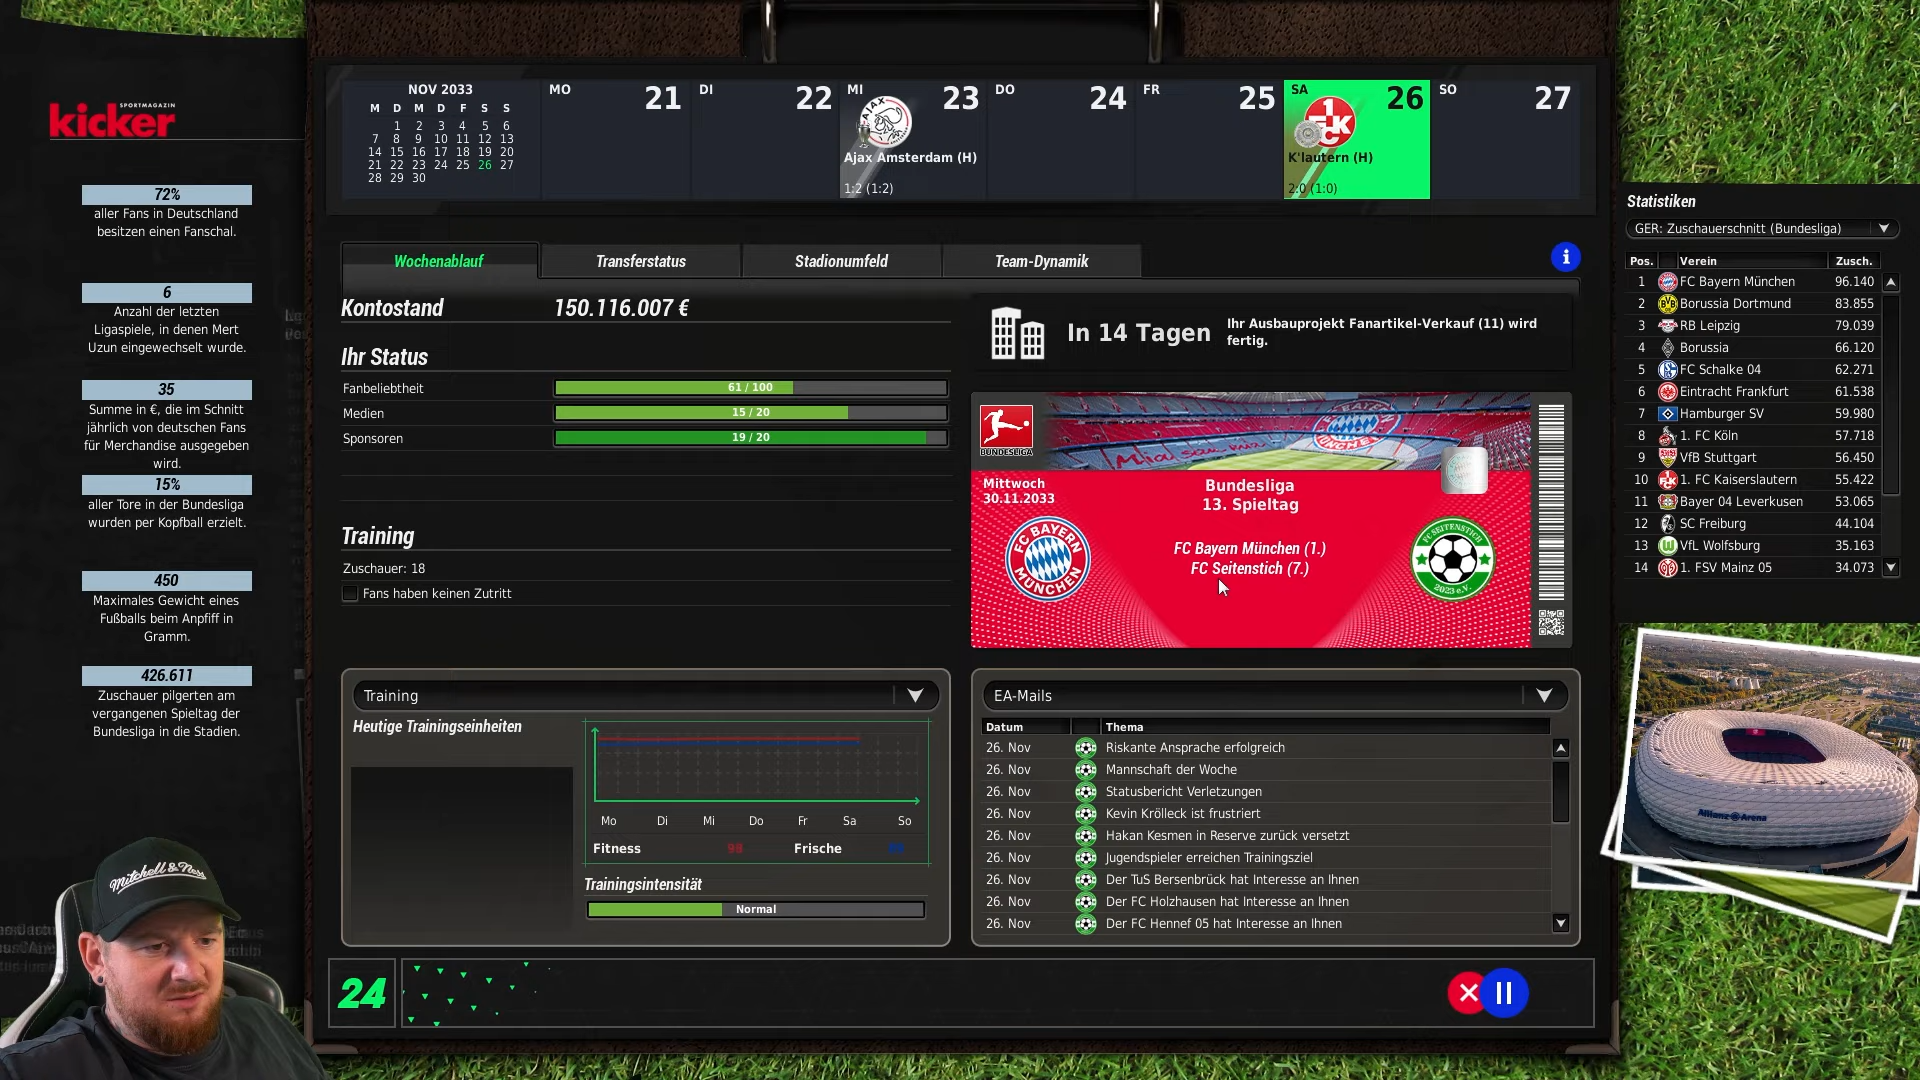 kicker
SPORTMAGAZIN
72%
aller Fans in Deutschland
besitzen einen Fanschal.
6
Anzahl der letzten
Ligaspiele, in denen Mert
Uzun eingewechselt wurde.
35
Summe in €, die im Schnitt
jährlich von deutschen Fans
für Merchandise ausgegeben
wird.
15%
aller Tore in der Bundesliga
wurden per Kopfball erzielt.
450
Maximales Gewicht eines
Fußballs beim Anpfiff in
Gramm.
426.611
Zuschauer pilgerten am
vergangenen Spieltag der
Bundesliga in die Stadien.
Mitchell & Ness
NOV 2033
M D M D F S S
1 2 3 4 5 6
7 8 9 10 11 12 13
14 15 16 17 18 19 20
21 22 23 24 25 26 27
28 29 30
MO 21
DI 22
MI 23
AJAX
Ajax Amsterdam (H)
1:2 (1:2)
DO 24
FR 25
SA 26
1. FCK
K'lautern (H)
2:0 (1:0)
SO 27
Wochenablauf
Transferstatus
Stadionumfeld
Team-Dynamik
i
Kontostand 150.116.007 €
Ihr Status
Fanbeliebtheit 61 / 100
Medien 15 / 20
Sponsoren 19 / 20
Training
Zuschauer: 18
Fans haben keinen Zutritt
In 14 Tagen
Ihr Ausbauprojekt Fanartikel-Verkauf (11) wird
fertig.
BUNDESLIGA
Mia san mia
Mittwoch
30.11.2033
Bundesliga
13. Spieltag
FC Bayern München (1.)
FC Seitenstich (7.)
FC BAYERN
MÜNCHEN
FC SEITENSTICH
2023 e.V.
Training
Heutige Trainingseinheiten
Mo Di Mi Do Fr Sa So
Fitness 98 Frische
Trainingsintensität
Normal
EA-Mails
Datum Thema
26. Nov Riskante Ansprache erfolgreich
26. Nov Mannschaft der Woche
26. Nov Statusbericht Verletzungen
26. Nov Kevin Krölleck ist frustriert
26. Nov Hakan Kesmen in Reserve zurück versetzt
26. Nov Jugendspieler erreichen Trainingsziel
26. Nov Der TuS Bersenbrück hat Interesse an Ihnen
26. Nov Der FC Holzhausen hat Interesse an Ihnen
26. Nov Der FC Hennef 05 hat Interesse an Ihnen
24
Statistiken
GER: Zuschauerschnitt (Bundesliga)
Pos. Verein Zusch.
1 FC Bayern München 96.140
2 Borussia Dortmund 83.855
3 RB Leipzig 79.039
4 Borussia 66.120
5 FC Schalke 04 62.271
6 Eintracht Frankfurt 61.538
7 Hamburger SV 59.980
8 1. FC Köln 57.718
9 VfB Stuttgart 56.450
10 1. FC Kaiserslautern 55.422
11 Bayer 04 Leverkusen 53.065
12 SC Freiburg 44.104
13 VfL Wolfsburg 35.163
14 1. FSV Mainz 05 34.073
Allianz Arena